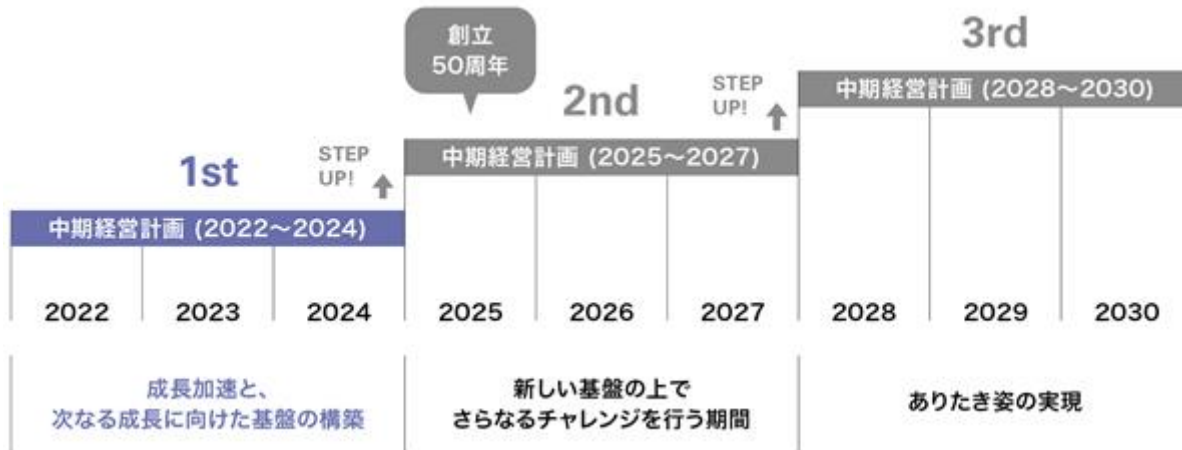 創立
50周年
3rd
中期経営計画 (2028～2030)
2nd
STEP
UP!
中期経営計画 (2025～2027)
1st
STEP
UP!
中期経営計画 (2022～2024)
2022 2023 2024 2025 2026 2027 2028 2029 2030
成長加速と、
次なる成長に向けた基盤の構築
新しい基盤の上で
さらなるチャレンジを行う期間
ありたき姿の実現